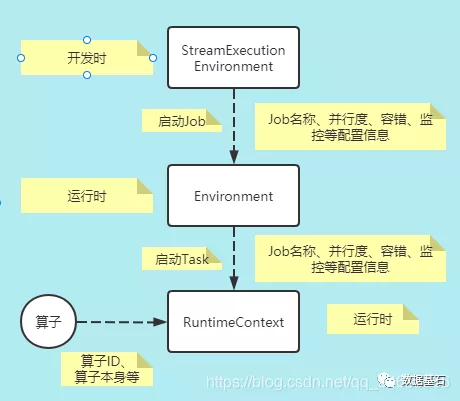 开发时
StreamExecution
Environment
启动Job
Job名称、并行度、容错、监
控等配置信息
运行时
Environment
启动Task
Job名称、并行度、容错、监
控等配置信息
算子
RuntimeContext
运行时
算子ID、
算子本身等
数据基石
https://blog.csdn.net/qq_